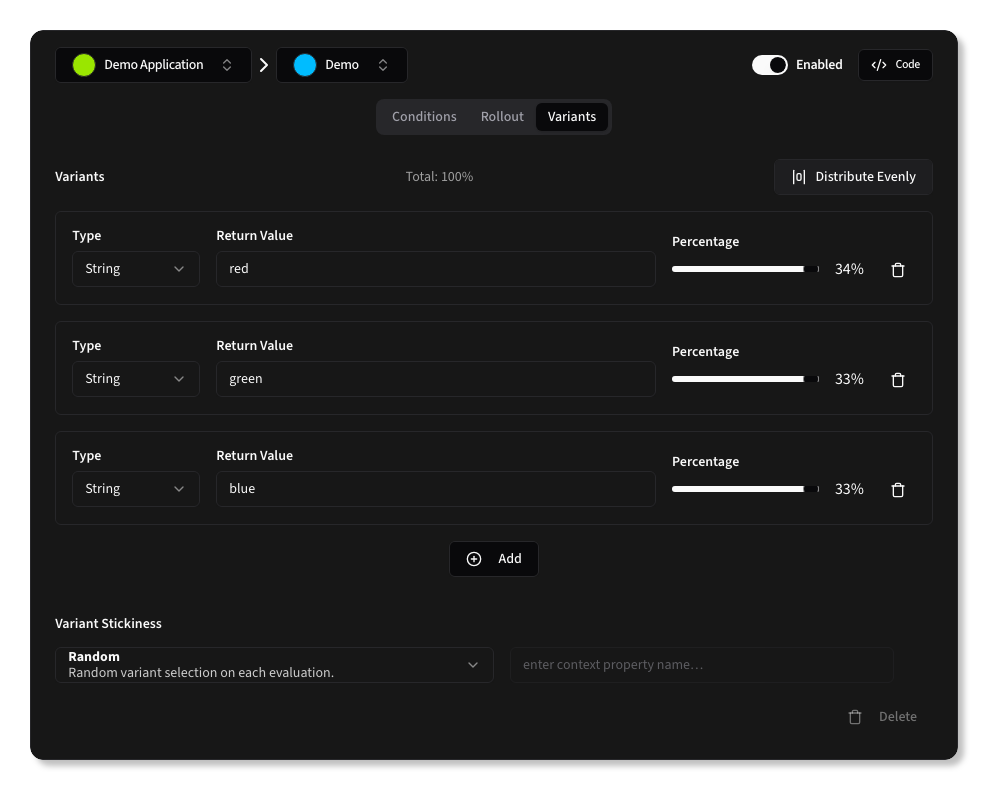 Demo Application
Demo
Enabled
</> Code
Conditions Rollout Variants
Variants
Total: 100%
Distribute Evenly
Type Return Value Percentage
String red 34%
Type Return Value Percentage
String green 33%
Type Return Value Percentage
String blue 33%
Add
Variant Stickiness
Random
Random variant selection on each evaluation.
enter context property name…
Delete